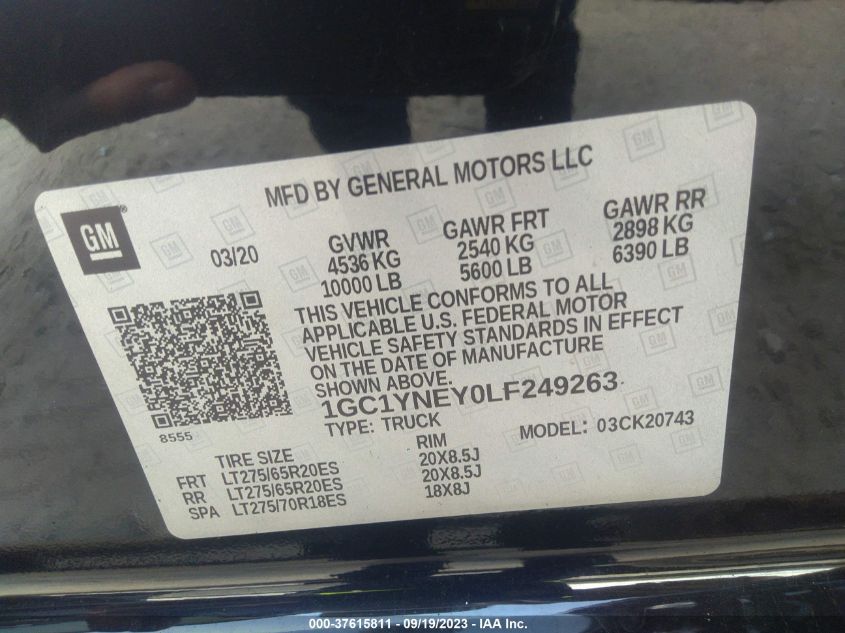 MFD BY GENERAL MOTORS LLC
GM®
03/20
GVWR
4536 KG
10000 LB
GAWR FRT
2540 KG
5600 LB
GAWR RR
2898 KG
6390 LB
THIS VEHICLE CONFORMS TO ALL
APPLICABLE U.S. FEDERAL MOTOR
VEHICLE SAFETY STANDARDS IN EFFECT
ON THE DATE OF MANUFACTURE
SHOWN ABOVE.
1GC1YNEY0LF249263
8555
TYPE: TRUCK
MODEL: 03CK20743
TIRE SIZE
RIM
FRT LT275/65R20ES 20X8.5J
RR LT275/65R20ES 20X8.5J
SPA LT275/70R18ES 18X8J
000-37615811 - 09/19/2023 - IAA Inc.